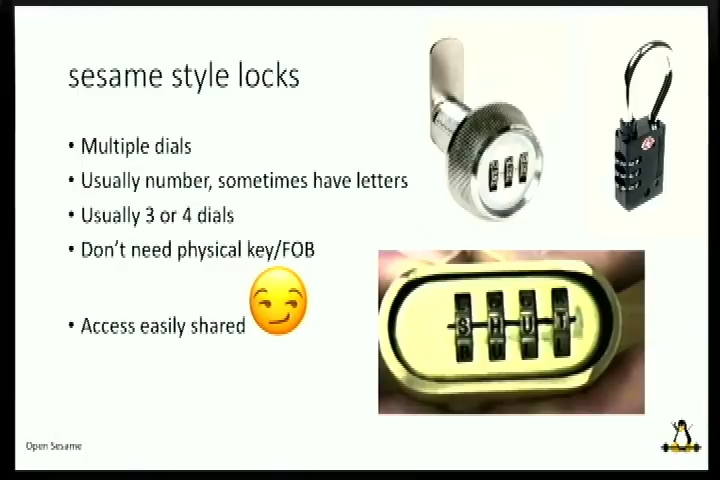 sesame style locks
• Multiple dials
• Usually number, sometimes have letters
• Usually 3 or 4 dials
• Don't need physical key/FOB
• Access easily shared
SHUT
Open Sesame